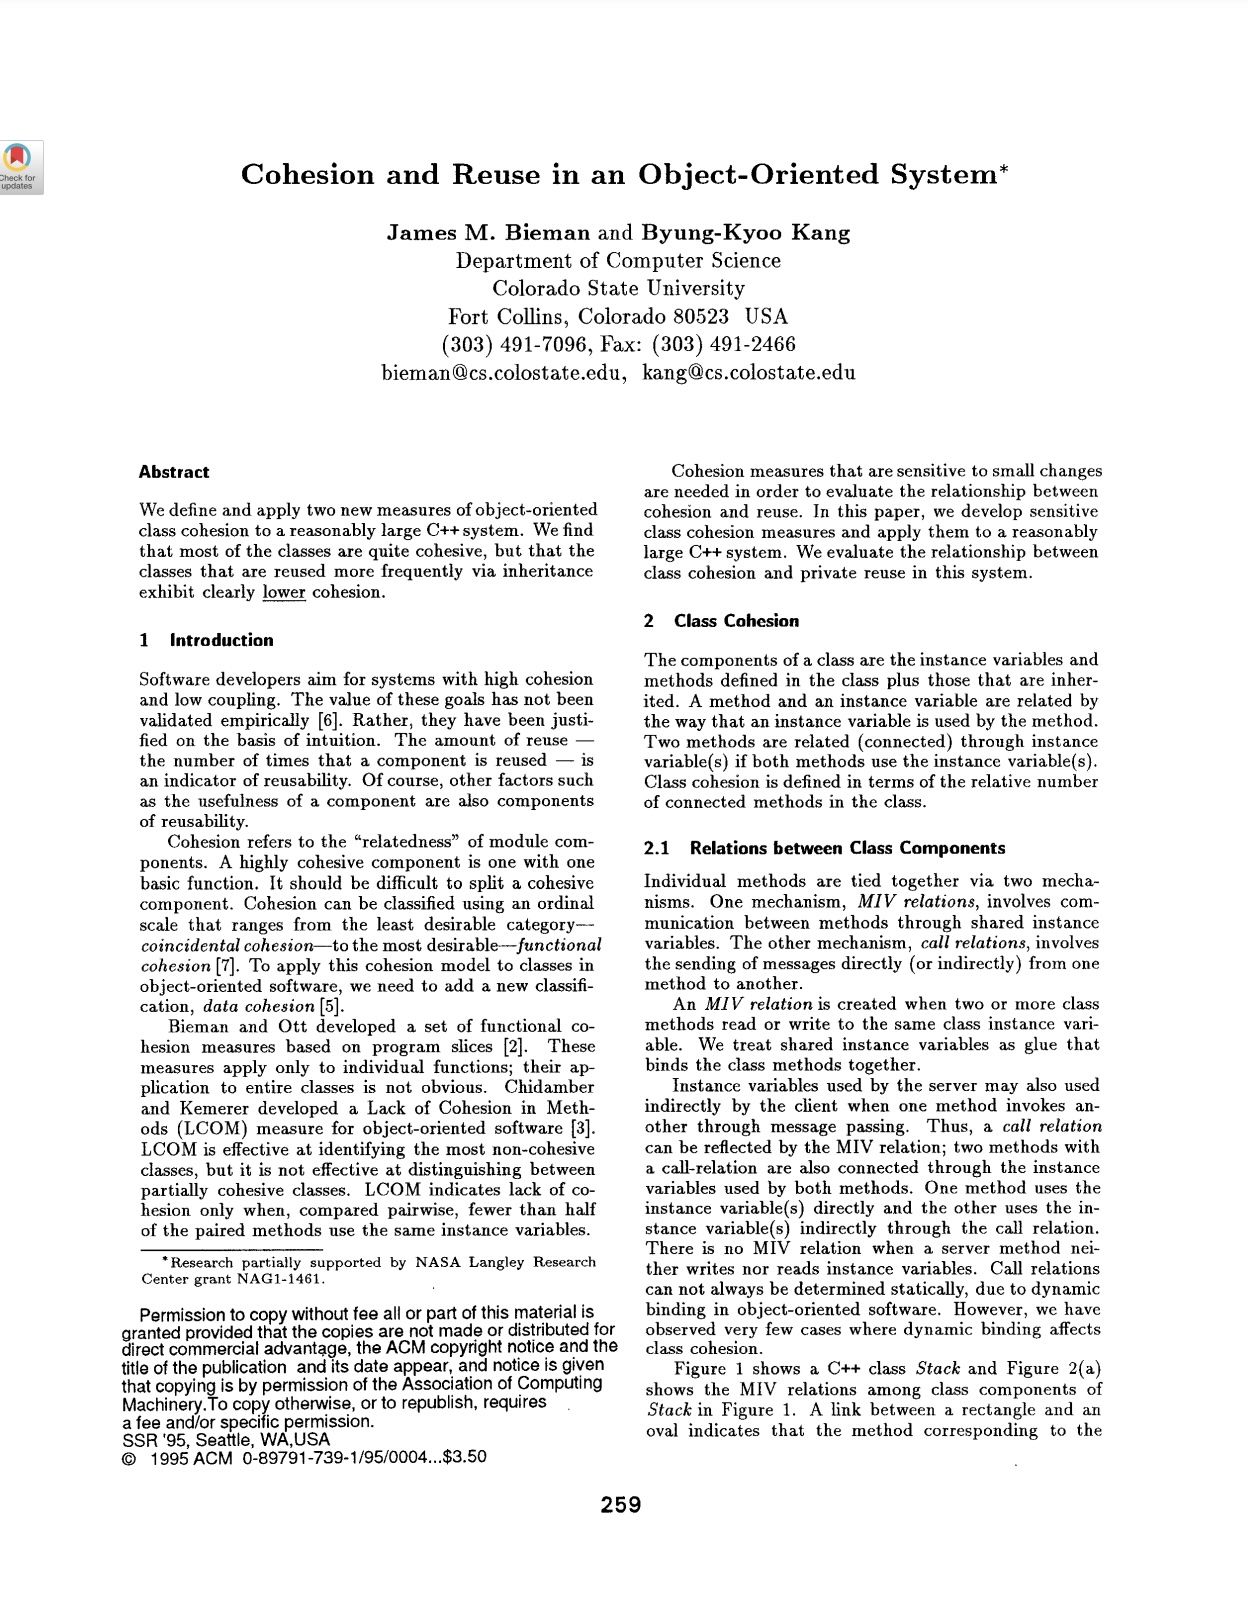 Check for
updates
Cohesion and Reuse in an Object-Oriented System*
James M. Bieman and Byung-Kyoo Kang
Department of Computer Science
Colorado State University
Fort Collins, Colorado 80523 USA
(303) 491-7096, Fax: (303) 491-2466
bieman@cs.colostate.edu, kang@cs.colostate.edu
Abstract
We define and apply two new measures of object-oriented
class cohesion to a reasonably large C++ system. We find
that most of the classes are quite cohesive, but that the
classes that are reused more frequently via inheritance
exhibit clearly lower cohesion.
1 Introduction
Software developers aim for systems with high cohesion
and low coupling. The value of these goals has not been
validated empirically [6]. Rather, they have been justi-
fied on the basis of intuition. The amount of reuse —
the number of times that a component is reused — is
an indicator of reusability. Of course, other factors such
as the usefulness of a component are also components
of reusability.
Cohesion refers to the “relatedness” of module com-
ponents. A highly cohesive component is one with one
basic function. It should be difficult to split a cohesive
component. Cohesion can be classified using an ordinal
scale that ranges from the least desirable category—
coincidental cohesion—to the most desirable—functional
cohesion [7]. To apply this cohesion model to classes in
object-oriented software, we need to add a new classifi-
cation, data cohesion [5].
Bieman and Ott developed a set of functional co-
hesion measures based on program slices [2]. These
measures apply only to individual functions; their ap-
plication to entire classes is not obvious. Chidamber
and Kemerer developed a Lack of Cohesion in Meth-
ods (LCOM) measure for object-oriented software [3].
LCOM is effective at identifying the most non-cohesive
classes, but it is not effective at distinguishing between
partially cohesive classes. LCOM indicates lack of co-
hesion only when, compared pairwise, fewer than half
of the paired methods use the same instance variables.
*Research partially supported by NASA Langley Research
Center grant NAG1-1461.
Permission to copy without fee all or part of this material is
granted provided that the copies are not made or distributed for
direct commercial advantage, the ACM copyright notice and the
title of the publication and its date appear, and notice is given
that copying is by permission of the Association of Computing
Machinery.To copy otherwise, or to republish, requires
a fee and/or specific permission.
SSR '95, Seattle, WA,USA
© 1995 ACM 0-89791-739-1/95/0004...$3.50
Cohesion measures that are sensitive to small changes
are needed in order to evaluate the relationship between
cohesion and reuse. In this paper, we develop sensitive
class cohesion measures and apply them to a reasonably
large C++ system. We evaluate the relationship between
class cohesion and private reuse in this system.
2 Class Cohesion
The components of a class are the instance variables and
methods defined in the class plus those that are inher-
ited. A method and an instance variable are related by
the way that an instance variable is used by the method.
Two methods are related (connected) through instance
variable(s) if both methods use the instance variable(s).
Class cohesion is defined in terms of the relative number
of connected methods in the class.
2.1 Relations between Class Components
Individual methods are tied together via two mecha-
nisms. One mechanism, MIV relations, involves com-
munication between methods through shared instance
variables. The other mechanism, call relations, involves
the sending of messages directly (or indirectly) from one
method to another.
An MIV relation is created when two or more class
methods read or write to the same class instance vari-
able. We treat shared instance variables as glue that
binds the class methods together.
Instance variables used by the server may also used
indirectly by the client when one method invokes an-
other through message passing. Thus, a call relation
can be reflected by the MIV relation; two methods with
a call-relation are also connected through the instance
variables used by both methods. One method uses the
instance variable(s) directly and the other uses the in-
stance variable(s) indirectly through the call relation.
There is no MIV relation when a server method nei-
ther writes nor reads instance variables. Call relations
can not always be determined statically, due to dynamic
binding in object-oriented software. However, we have
observed very few cases where dynamic binding affects
class cohesion.
Figure 1 shows a C++ class Stack and Figure 2(a)
shows the MIV relations among class components of
Stack in Figure 1. A link between a rectangle and an
oval indicates that the method corresponding to the
259